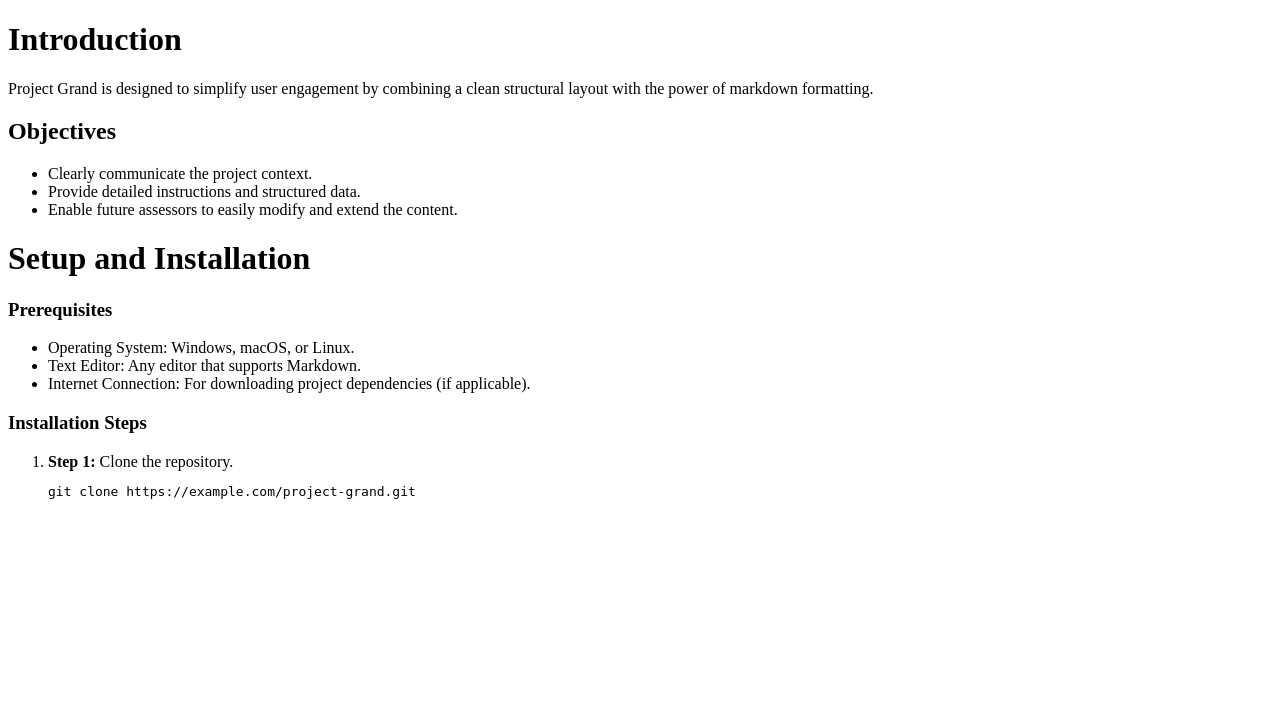 Introduction
Project Grand is designed to simplify user engagement by combining a clean structural layout with the power of markdown formatting.
Objectives
• Clearly communicate the project context.
• Provide detailed instructions and structured data.
• Enable future assessors to easily modify and extend the content.
Setup and Installation
Prerequisites
• Operating System: Windows, macOS, or Linux.
• Text Editor: Any editor that supports Markdown.
• Internet Connection: For downloading project dependencies (if applicable).
Installation Steps
1. Step 1: Clone the repository.
git clone https://example.com/project-grand.git